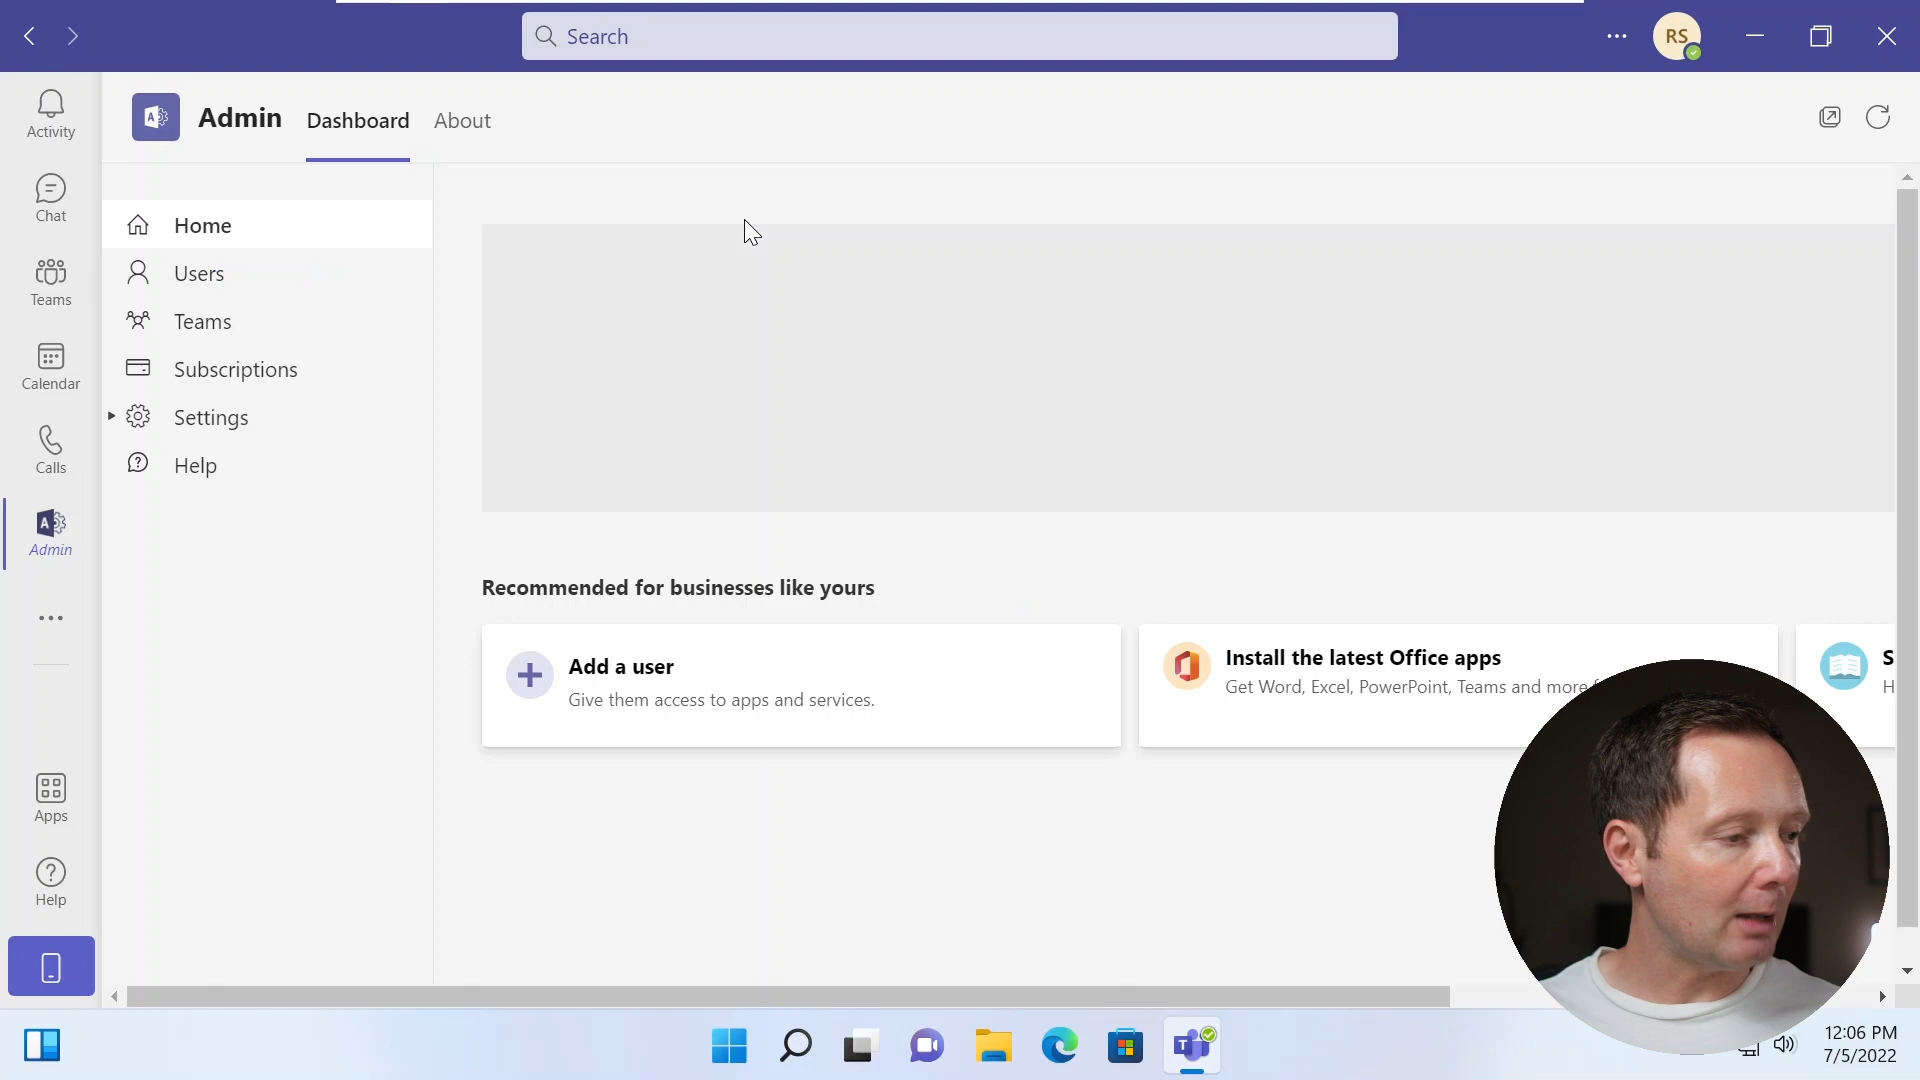 Search
RS
Activity
Chat
Teams
Calendar
Calls
Admin
Apps
Help
Admin
Dashboard
About
Home
Users
Teams
Subscriptions
Settings
Help
Recommended for businesses like yours
Add a user
Give them access to apps and services.
Install the latest Office apps
Get Word, Excel, PowerPoint, Teams and more
S
H
12:06 PM
7/5/2022